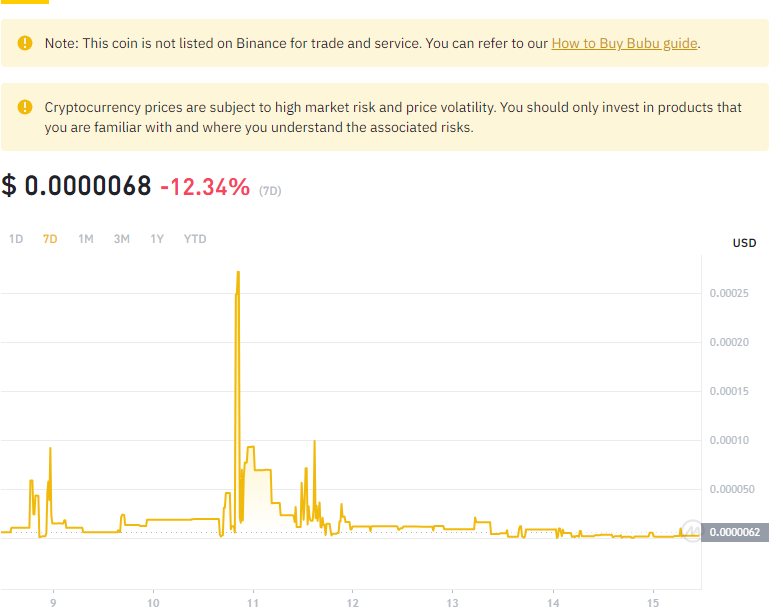 Note: This coin is not listed on Binance for trade and service. You can refer to our How to Buy Bubu guide.
Cryptocurrency prices are subject to high market risk and price volatility. You should only invest in products that
you are familiar with and where you understand the associated risks.
$ 0.0000068 -12.34% (7D)
1D 7D 1M 3M 1Y YTD
USD
0.00025
0.00020
0.00015
0.00010
0.000050
0.0000062
9 10 11 12 13 14 15